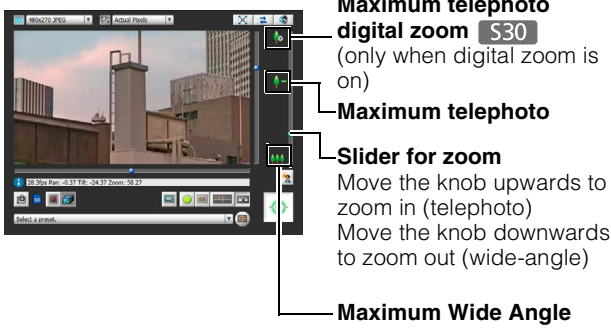 480x270 JPEG
Actual Pixels
28.3fps Pan: -0.37 Tilt: -24.37 Zoom: 58.27
Select a preset.
Maximum telephoto
digital zoom S30
(only when digital zoom is
on)
Maximum telephoto
Slider for zoom
Move the knob upwards to
zoom in (telephoto)
Move the knob downwards
to zoom out (wide-angle)
Maximum Wide Angle